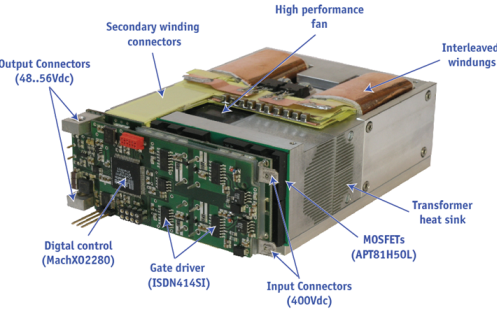 High performance
fan
Secondary winding
connectors
Interleaved
windungs
Output Connectors
(48..56Vdc)
Transformer
heat sink
Digtal control
(MachXO2280)
MOSFETs
(APT81H50L)
Gate driver
(ISDN414SI)
Input Connectors
(400Vdc)